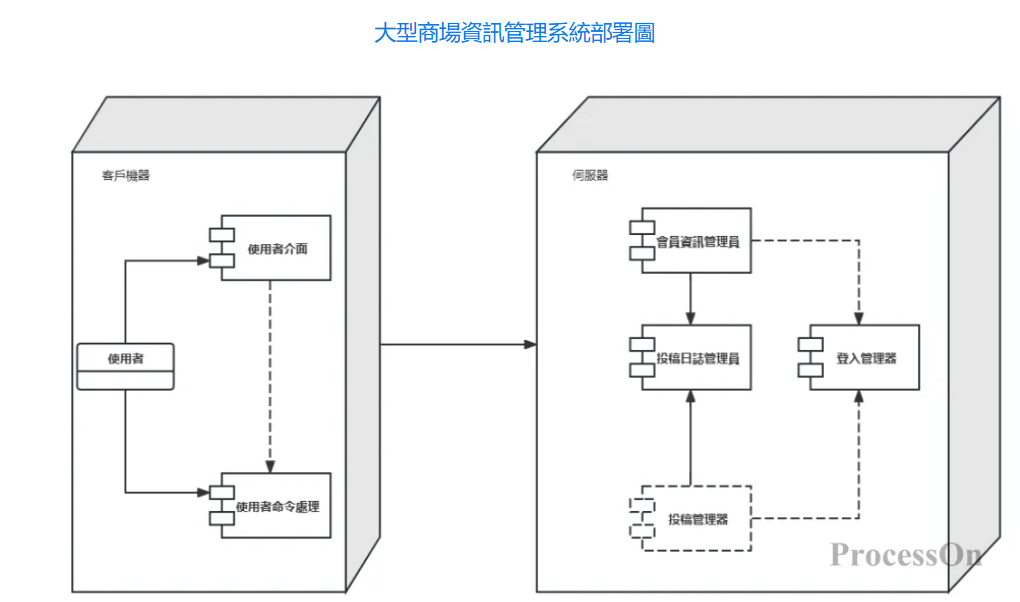 大型商場資訊管理系統部署圖
客戶機器
伺服器
使用者介面
會員資訊管理員
使用者
投稿日誌管理員
登入管理器
使用者命令處理
投稿管理器
ProcessOn